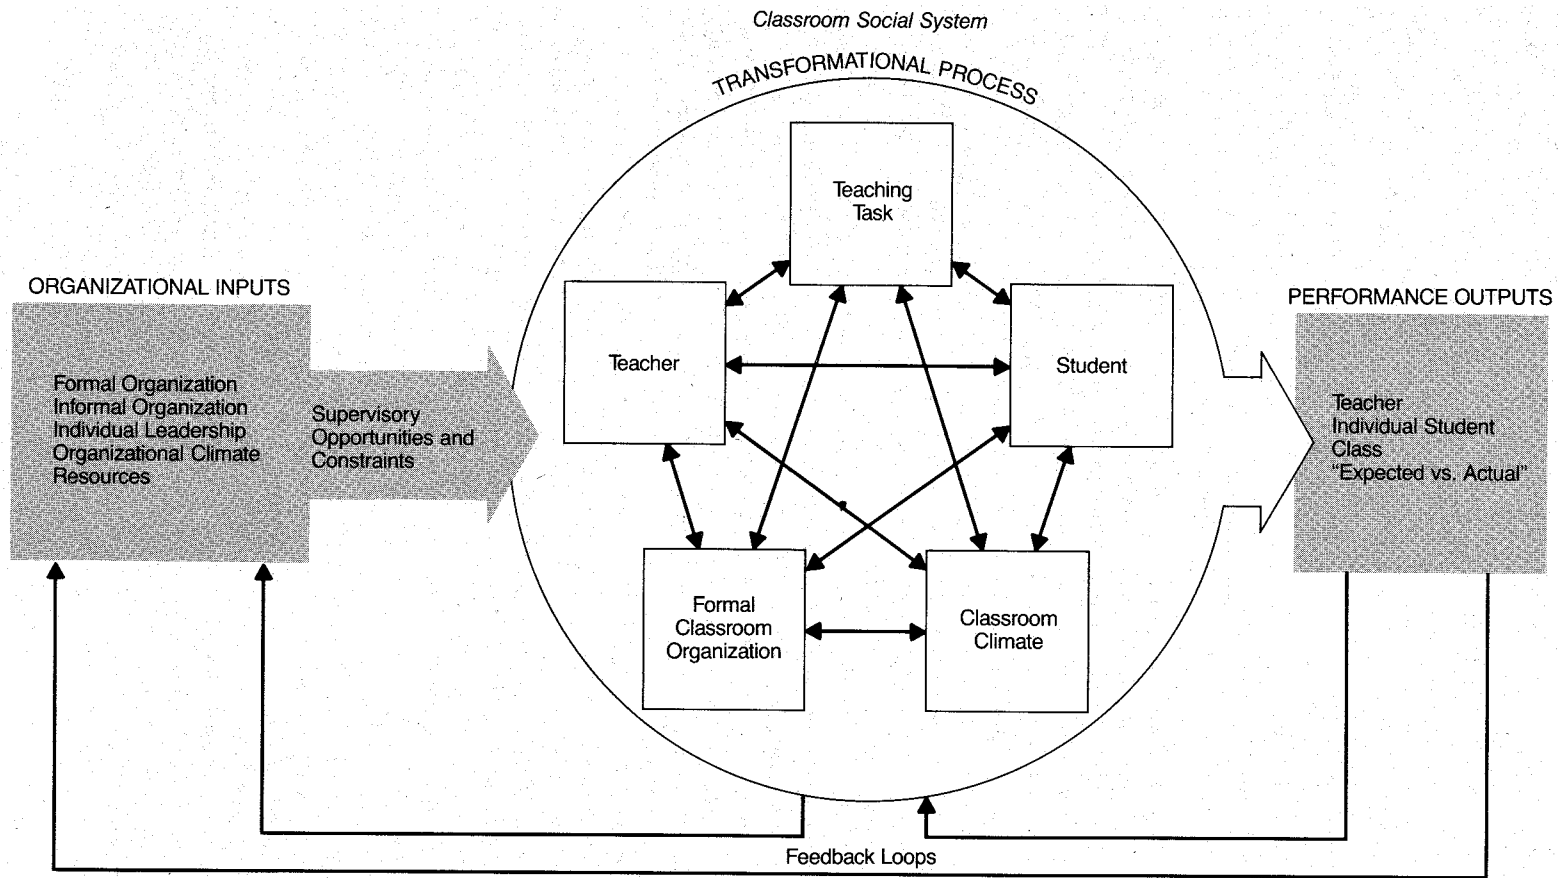 Classroom Social System
TRANSFORMATIONAL PROCESS
Teaching
Task
ORGANIZATIONAL INPUTS
Formal Organization
Informal Organization
Individual Leadership
Organizational Climate
Resources
Supervisory
Opportunities and
Constraints
Teacher
Student
Formal
Classroom
Organization
Classroom
Climate
PERFORMANCE OUTPUTS
Teacher
Individual Student
Class
“Expected vs. Actual”
Feedback Loops